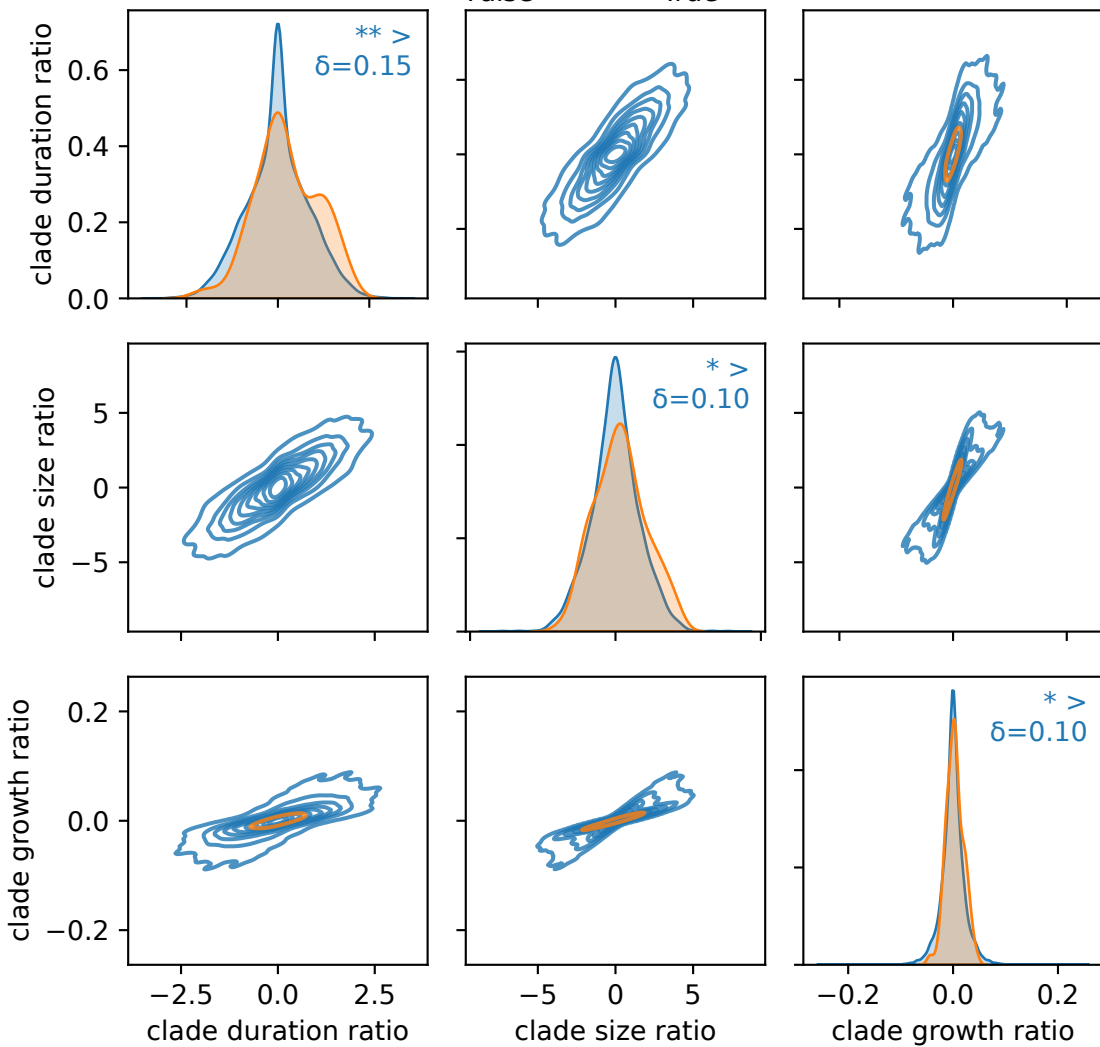 clade duration ratio
0.6
0.4
0.2
0.0
** >
δ=0.15
clade size ratio
5
0
−5
* >
δ=0.10
clade growth ratio
0.2
0.0
−0.2
* >
δ=0.10
−2.5 0.0 2.5
−5 0 5
−0.2 0.0 0.2
clade duration ratio
clade size ratio
clade growth ratio